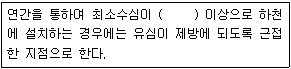 연간을 통하여 최소수심이 (    ) 이상으로 하천
에 설치하는 경우에는 유심이 제방에 되도록 근접
한 지점으로 한다.